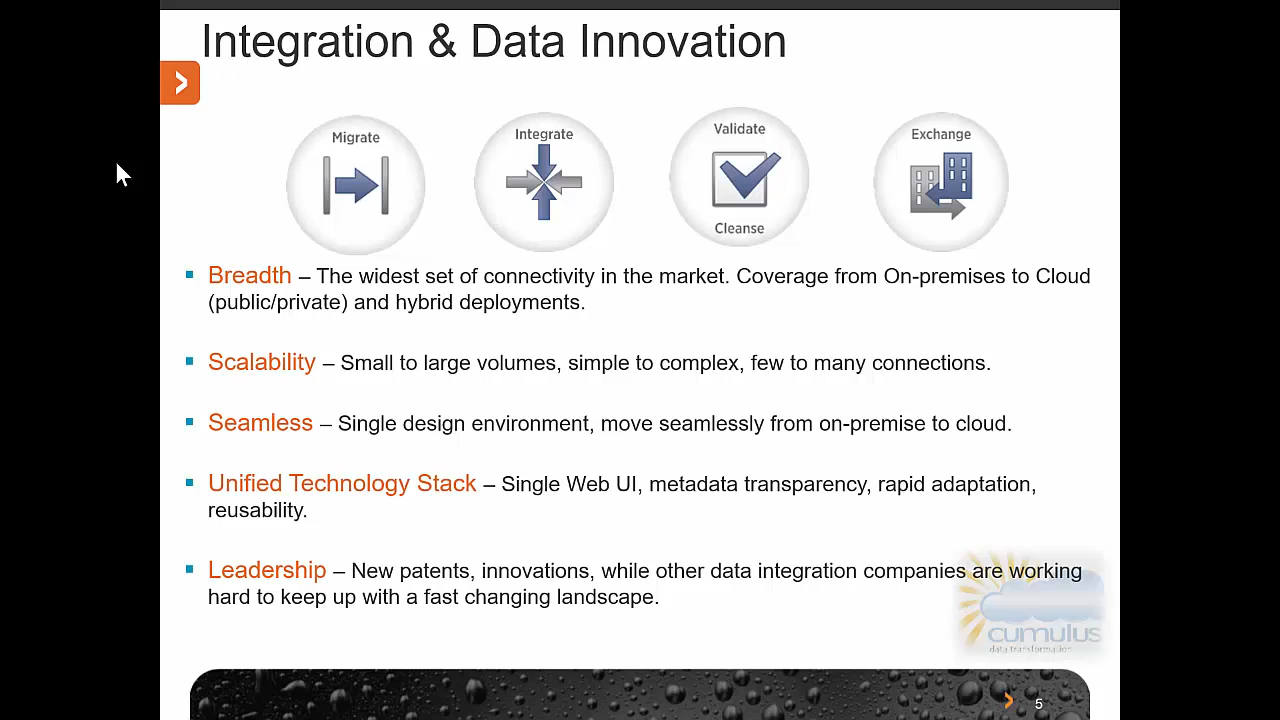 Integration & Data Innovation
Migrate
Integrate
Validate
Cleanse
Exchange
Breadth – The widest set of connectivity in the market. Coverage from On-premises to Cloud
(public/private) and hybrid deployments.
Scalability – Small to large volumes, simple to complex, few to many connections.
Seamless – Single design environment, move seamlessly from on-premise to cloud.
Unified Technology Stack – Single Web UI, metadata transparency, rapid adaptation,
reusability.
Leadership – New patents, innovations, while other data integration companies are working
hard to keep up with a fast changing landscape.
cumulus
data transformation
5